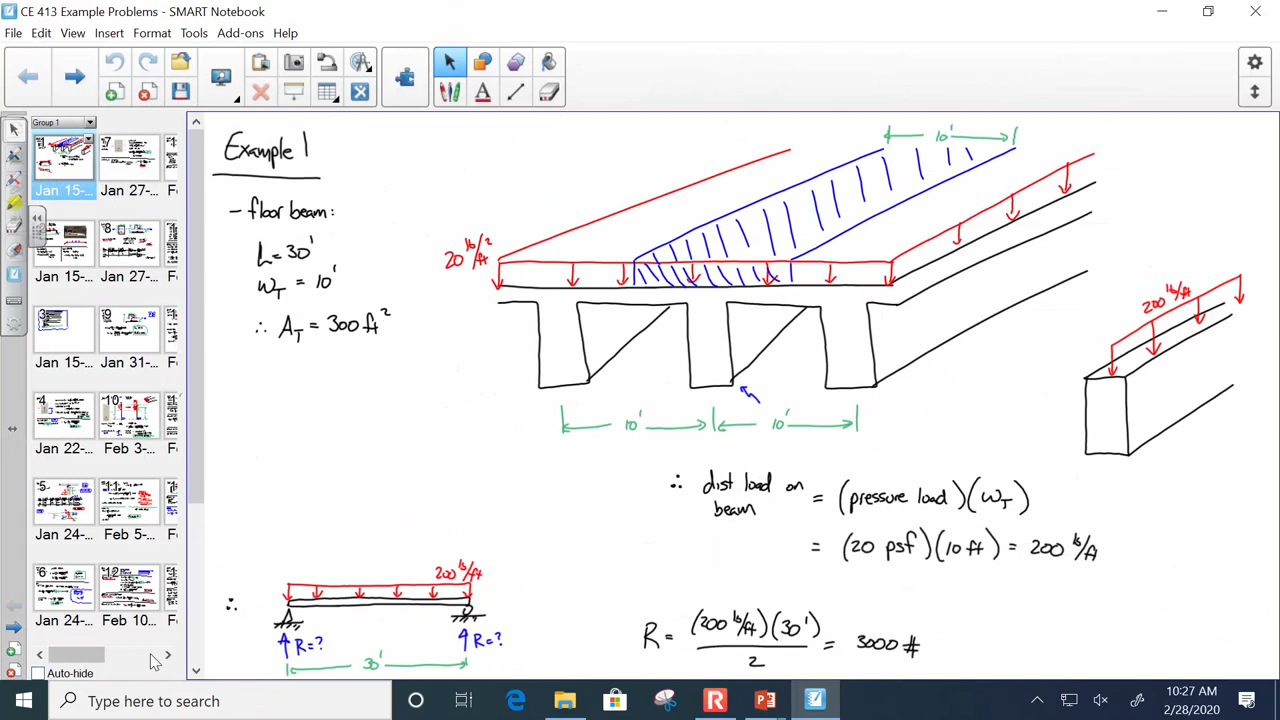 CE 413 Example Problems - SMART Notebook
File Edit View Insert Format Tools Add-ons Help
Group 1
Jan 15-... Jan 27-...
Jan 15-... Jan 27-...
Jan 15-... Jan 31-...
Jan 22-... Feb 3-...
Jan 24-... Feb 5-...
Jan 24-... Feb 10...
Auto-hide
Example 1
- floor beam:
L = 30'
w_T = 10'
∴ A_T = 300 ft²
20 lb/ft²
10'
10' 10'
200 lb/ft
∴ dist load on beam = (pressure load)(w_T)
= (20 psf)(10 ft) = 200 lb/ft
∴ 200 lb/ft
R=? R=?
30'
R = (200 lb/ft)(30') / 2 = 3000 #
Type here to search
10:27 AM
2/28/2020